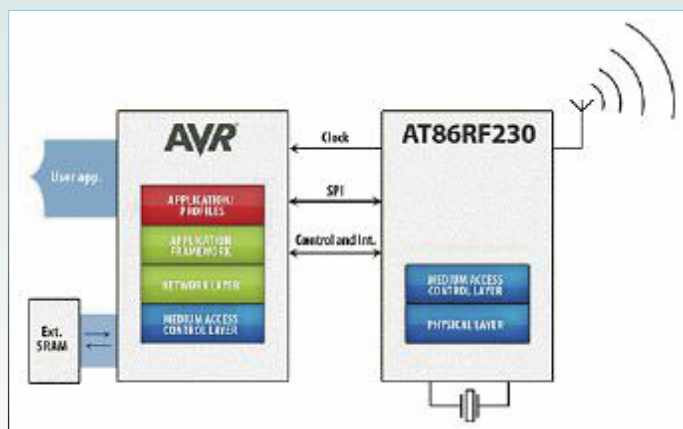 AVR
AT86RF230
Clock
User app.
SPI
APPLICATION/
PROFILES
Control and Int.
APPLICATION
FRAMEWORK
NETWORK LAYER
MEDIUM ACCESS
CONTROL LAYER
MEDIUM ACCESS
CONTROL LAYER
PHYSICAL LAYER
Ext.
SRAM